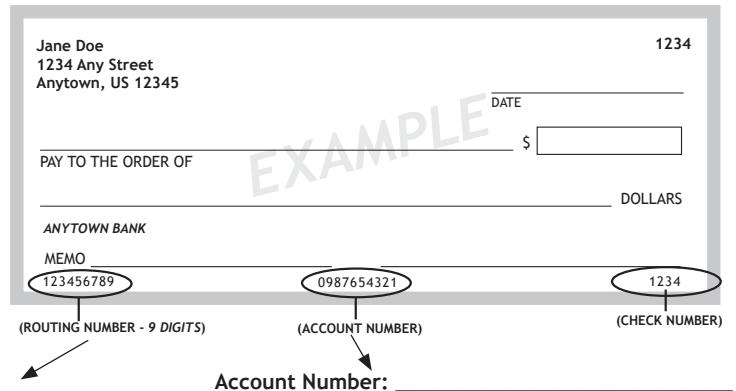 Jane Doe
1234
1234 Any Street
Anytown, US 12345
DATE
EXAMPLE
$
PAY TO THE ORDER OF
DOLLARS
ANYTOWN BANK
MEMO
123456789 0987654321 1234
(ROUTING NUMBER - 9 DIGITS) (ACCOUNT NUMBER) (CHECK NUMBER)
Account Number: